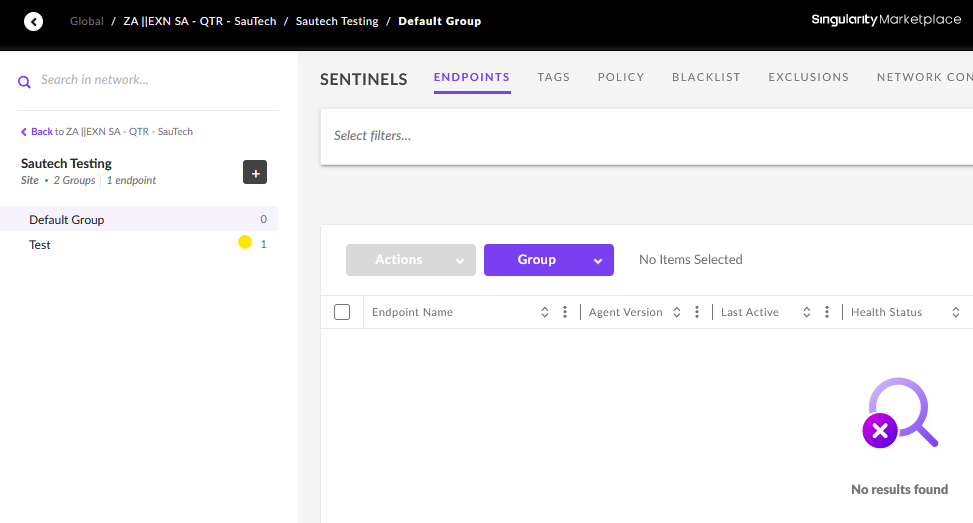 Global / ZA ||EXN SA - QTR - SauTech / Sautech Testing / Default Group
Singularity Marketplace
Search in network...
Back to ZA ||EXN SA - QTR - SauTech
Sautech Testing
Site • 2 Groups | 1 endpoint
+
Default Group 0
Test 1
SENTINELS ENDPOINTS TAGS POLICY BLACKLIST EXCLUSIONS NETWORK CON
Select filters...
Actions Group No Items Selected
Endpoint Name Agent Version Last Active Health Status
No results found